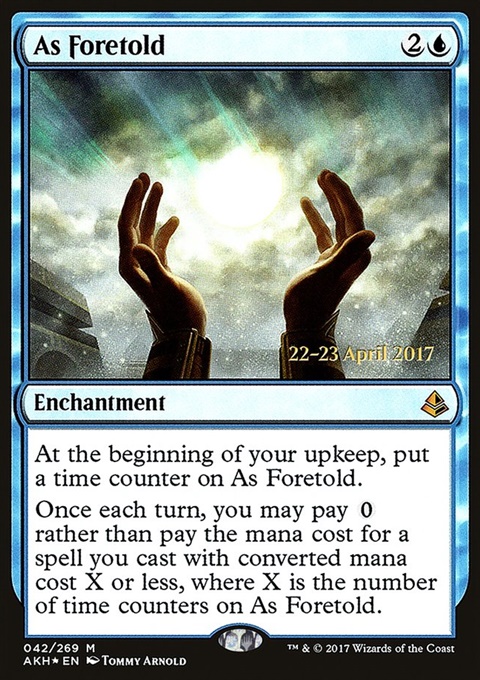 As Foretold 2
22–23 April 2017
Enchantment
At the beginning of your upkeep, put
a time counter on As Foretold.
Once each turn, you may pay 0
rather than pay the mana cost for a
spell you cast with converted mana
cost X or less, where X is the number
of time counters on As Foretold.
042/269 M
™ & © 2017 Wizards of the Coast
AKH★EN Tommy Arnold